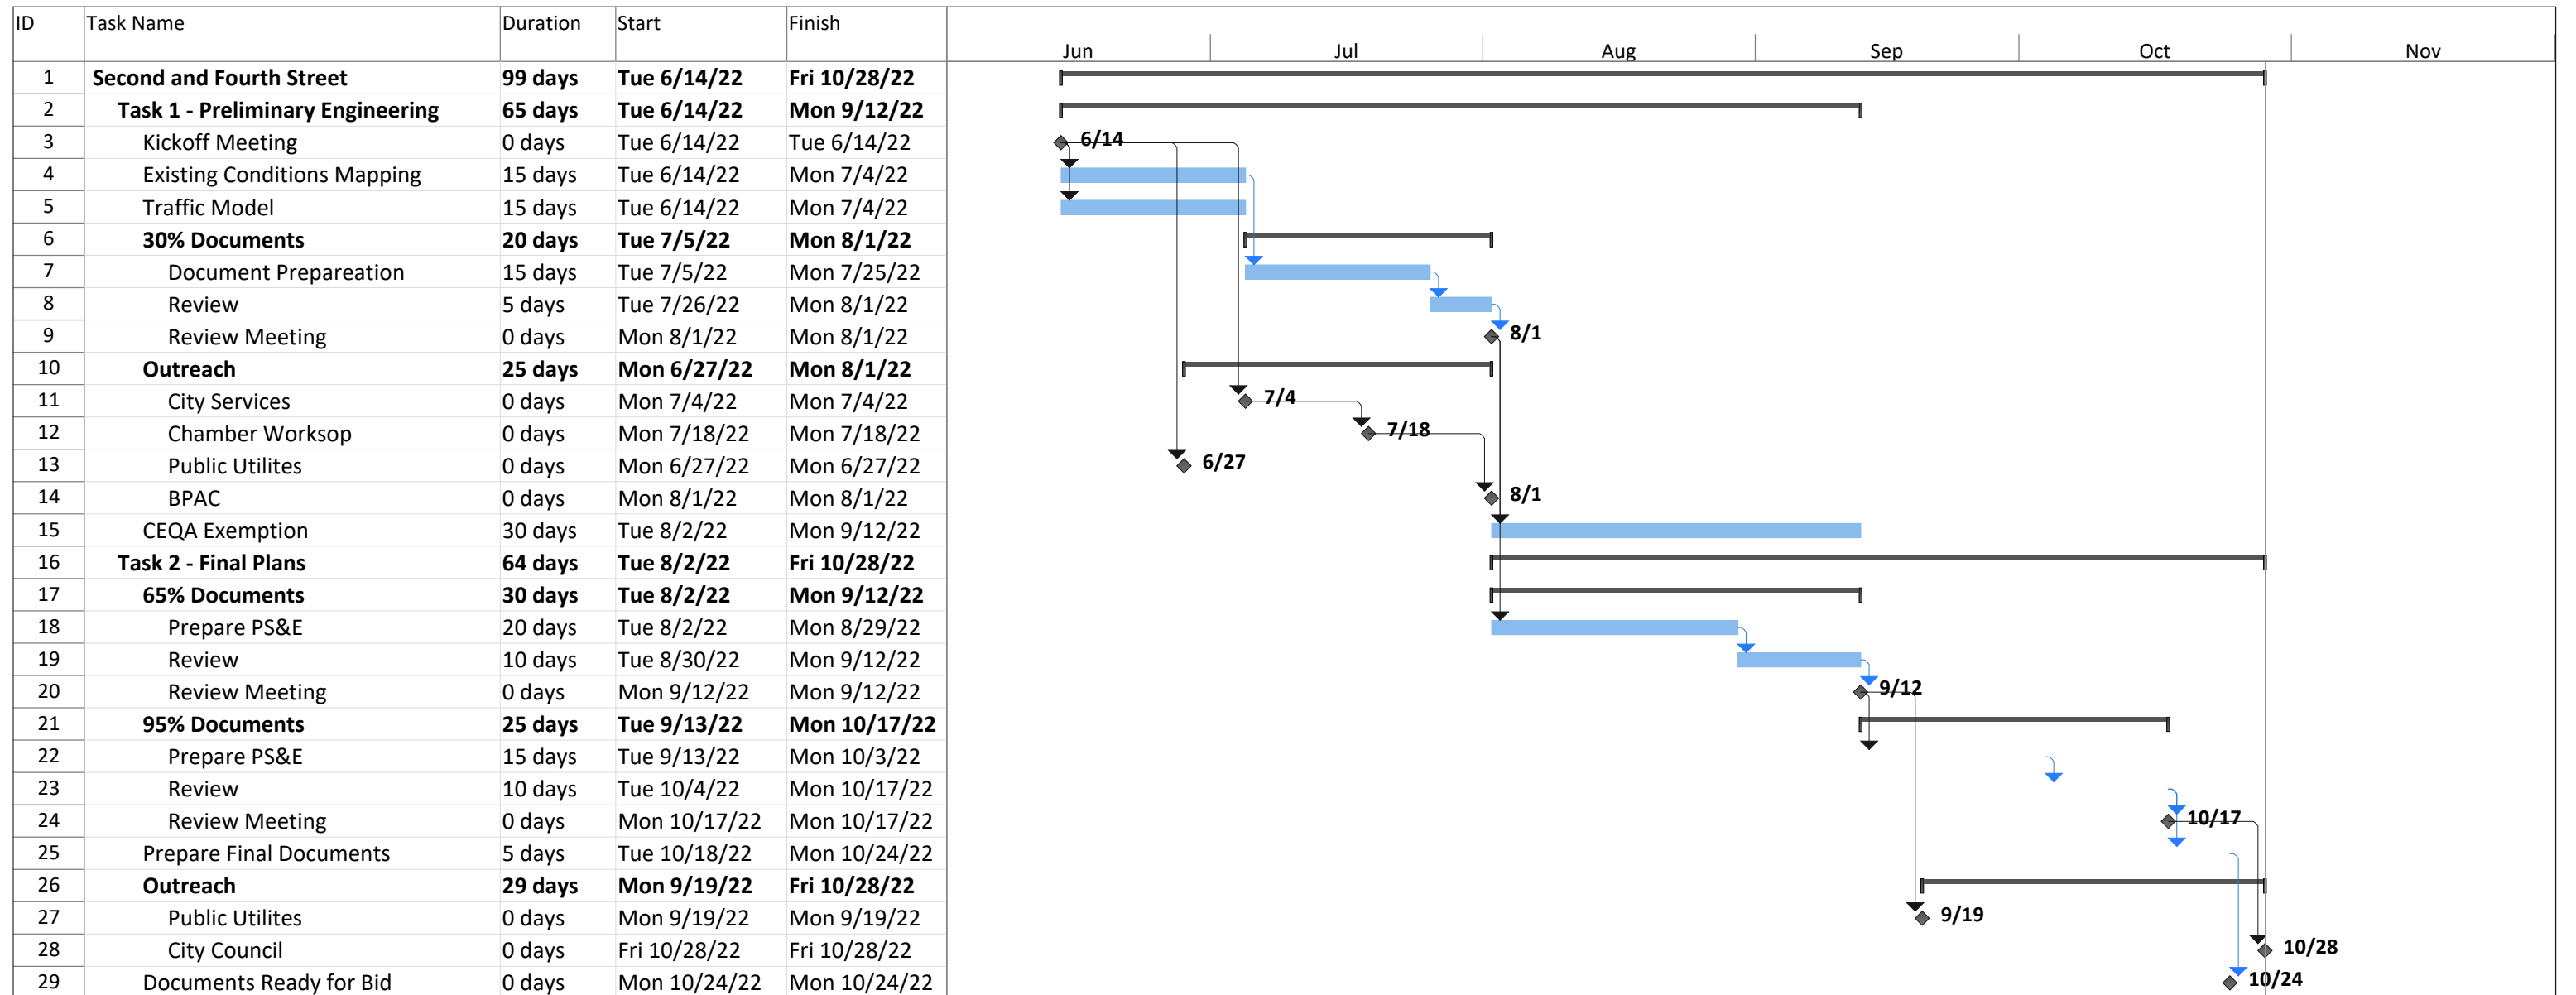 ID Task Name Duration Start Finish
Jun Jul Aug Sep Oct Nov
1 Second and Fourth Street 99 days Tue 6/14/22 Fri 10/28/22
2 Task 1 - Preliminary Engineering 65 days Tue 6/14/22 Mon 9/12/22
3 Kickoff Meeting 0 days Tue 6/14/22 Tue 6/14/22 6/14
4 Existing Conditions Mapping 15 days Tue 6/14/22 Mon 7/4/22
5 Traffic Model 15 days Tue 6/14/22 Mon 7/4/22
6 30% Documents 20 days Tue 7/5/22 Mon 8/1/22
7 Document Prepareation 15 days Tue 7/5/22 Mon 7/25/22
8 Review 5 days Tue 7/26/22 Mon 8/1/22
9 Review Meeting 0 days Mon 8/1/22 Mon 8/1/22 8/1
10 Outreach 25 days Mon 6/27/22 Mon 8/1/22
11 City Services 0 days Mon 7/4/22 Mon 7/4/22 7/4
12 Chamber Worksop 0 days Mon 7/18/22 Mon 7/18/22 7/18
13 Public Utilites 0 days Mon 6/27/22 Mon 6/27/22 6/27
14 BPAC 0 days Mon 8/1/22 Mon 8/1/22 8/1
15 CEQA Exemption 30 days Tue 8/2/22 Mon 9/12/22
16 Task 2 - Final Plans 64 days Tue 8/2/22 Fri 10/28/22
17 65% Documents 30 days Tue 8/2/22 Mon 9/12/22
18 Prepare PS&E 20 days Tue 8/2/22 Mon 8/29/22
19 Review 10 days Tue 8/30/22 Mon 9/12/22
20 Review Meeting 0 days Mon 9/12/22 Mon 9/12/22 9/12
21 95% Documents 25 days Tue 9/13/22 Mon 10/17/22
22 Prepare PS&E 15 days Tue 9/13/22 Mon 10/3/22
23 Review 10 days Tue 10/4/22 Mon 10/17/22
24 Review Meeting 0 days Mon 10/17/22 Mon 10/17/22 10/17
25 Prepare Final Documents 5 days Tue 10/18/22 Mon 10/24/22
26 Outreach 29 days Mon 9/19/22 Fri 10/28/22
27 Public Utilites 0 days Mon 9/19/22 Mon 9/19/22 9/19
28 City Council 0 days Fri 10/28/22 Fri 10/28/22 10/28
29 Documents Ready for Bid 0 days Mon 10/24/22 Mon 10/24/22 10/24